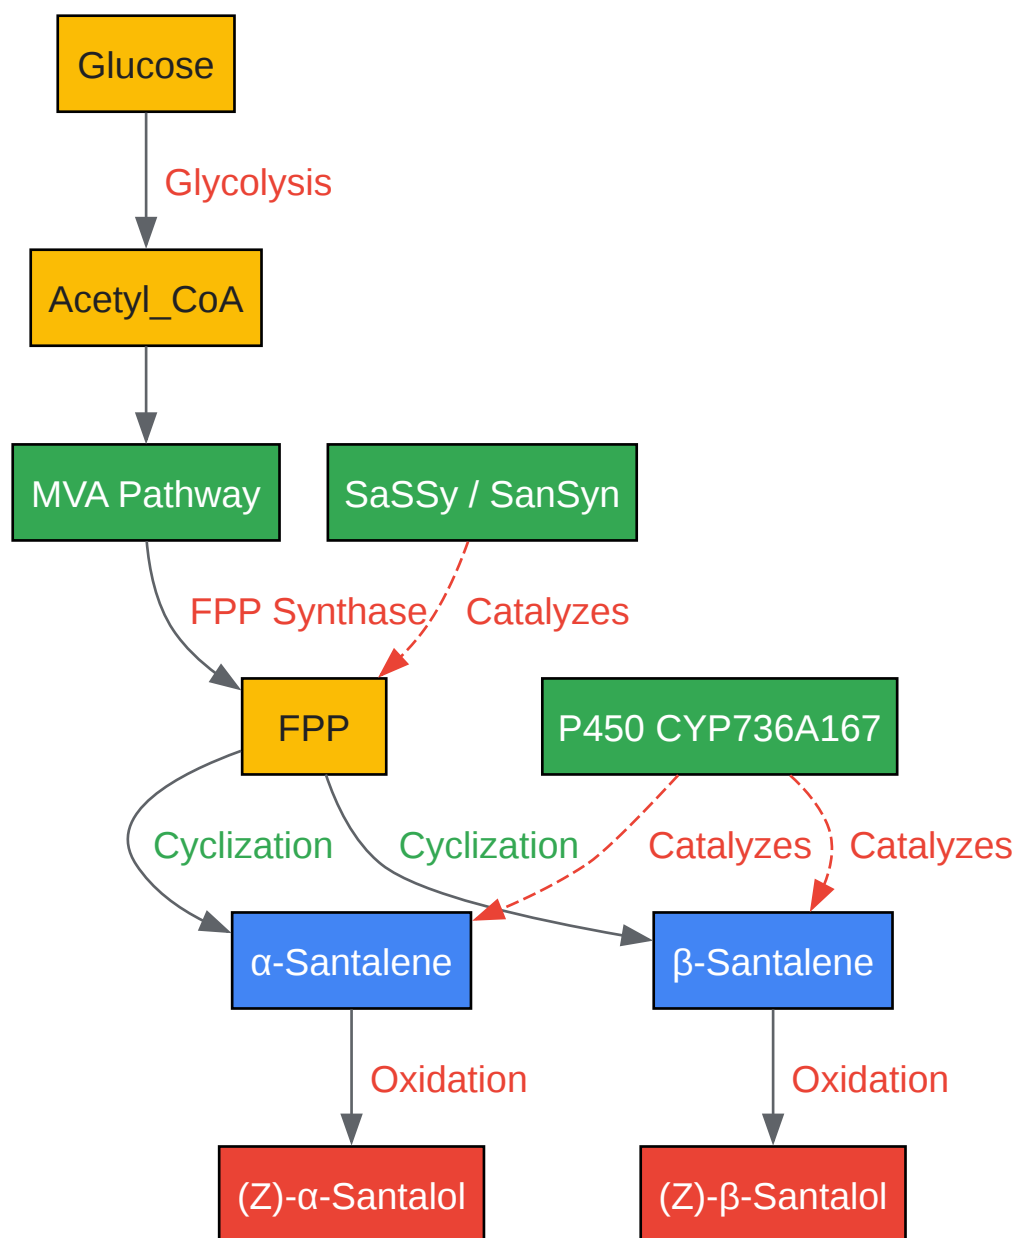 Glucose
Glycolysis
Acetyl_CoA
MVA Pathway
SaSSy / SanSyn
FPP Synthase
Catalyzes
FPP
P450 CYP736A167
Cyclization
Cyclization
Catalyzes
Catalyzes
α-Santalene
β-Santalene
Oxidation
Oxidation
(Z)-α-Santalol
(Z)-β-Santalol